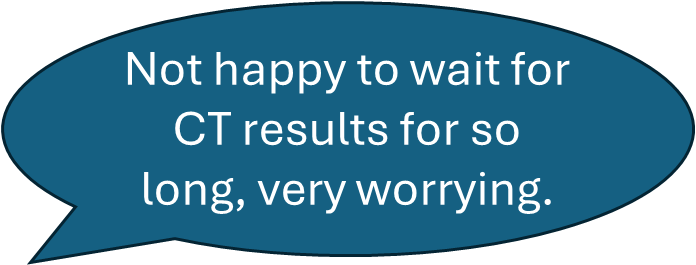 Not happy to wait for
CT results for so
long, very worrying.